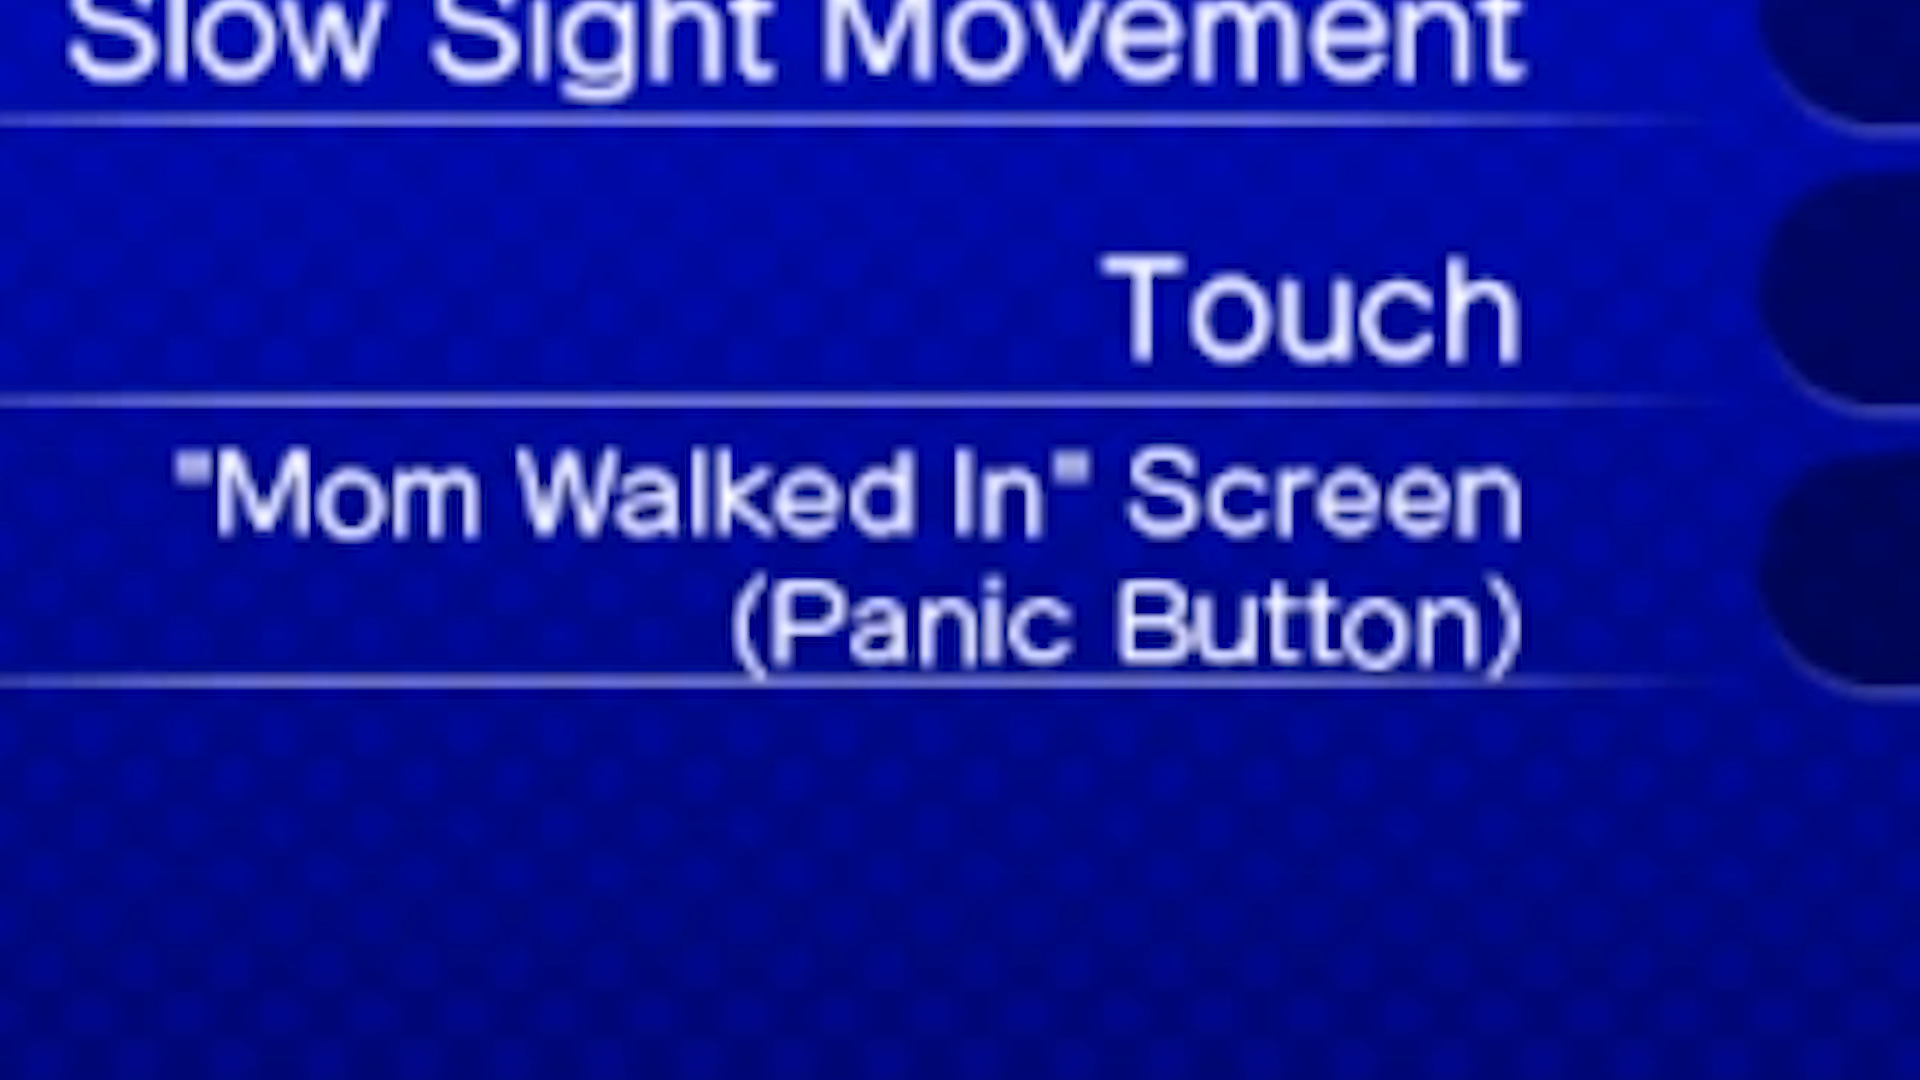 Slow Sight Movement
Touch
"Mom Walked In" Screen
(Panic Button)